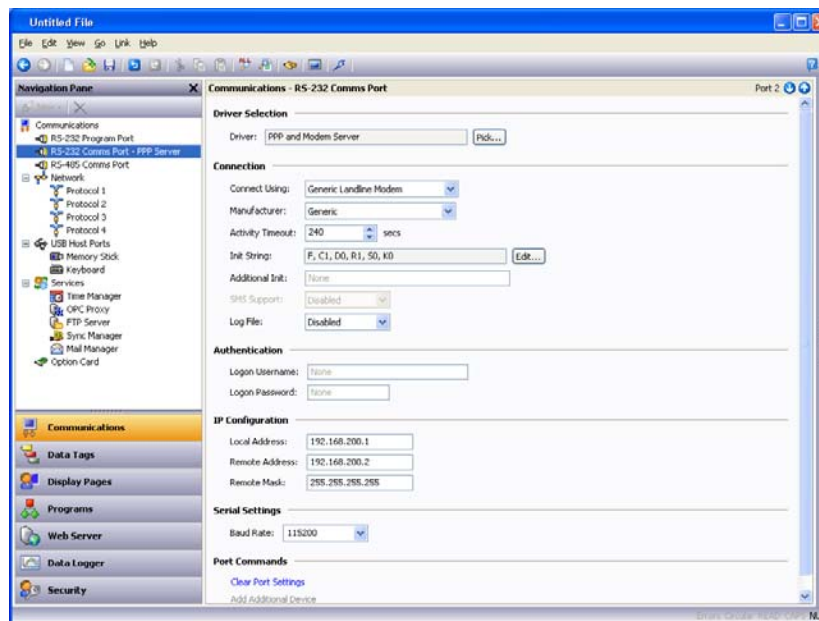 Untitled File
File Edit View Go Link Help
Navigation Pane X
Communications
RS-232 Program Port
RS-232 Comms Port - PPP Server
RS-485 Comms Port
Network
Protocol 1
Protocol 2
Protocol 3
Protocol 4
USB Host Ports
Memory Stick
Keyboard
Services
Time Manager
OPC Proxy
FTP Server
Sync Manager
Mail Manager
Option Card
Communications
Data Tags
Display Pages
Programs
Web Server
Data Logger
Security
Communications - RS-232 Comms Port Port 2
Driver Selection
Driver: PPP and Modem Server Pick...
Connection
Connect Using: Generic Landline Modem
Manufacturer: Generic
Activity Timeout: 240 secs
Init String: F, C1, D0, R1, S0, K0 Edit...
Additional Init: None
SMS Support: Disabled
Log File: Disabled
Authentication
Logon Username: None
Logon Password: None
IP Configuration
Local Address: 192.168.200.1
Remote Address: 192.168.200.2
Remote Mask: 255.255.255.255
Serial Settings
Baud Rate: 115200
Port Commands
Clear Port Settings
Add Additional Device
Errors Circular READ CAPS